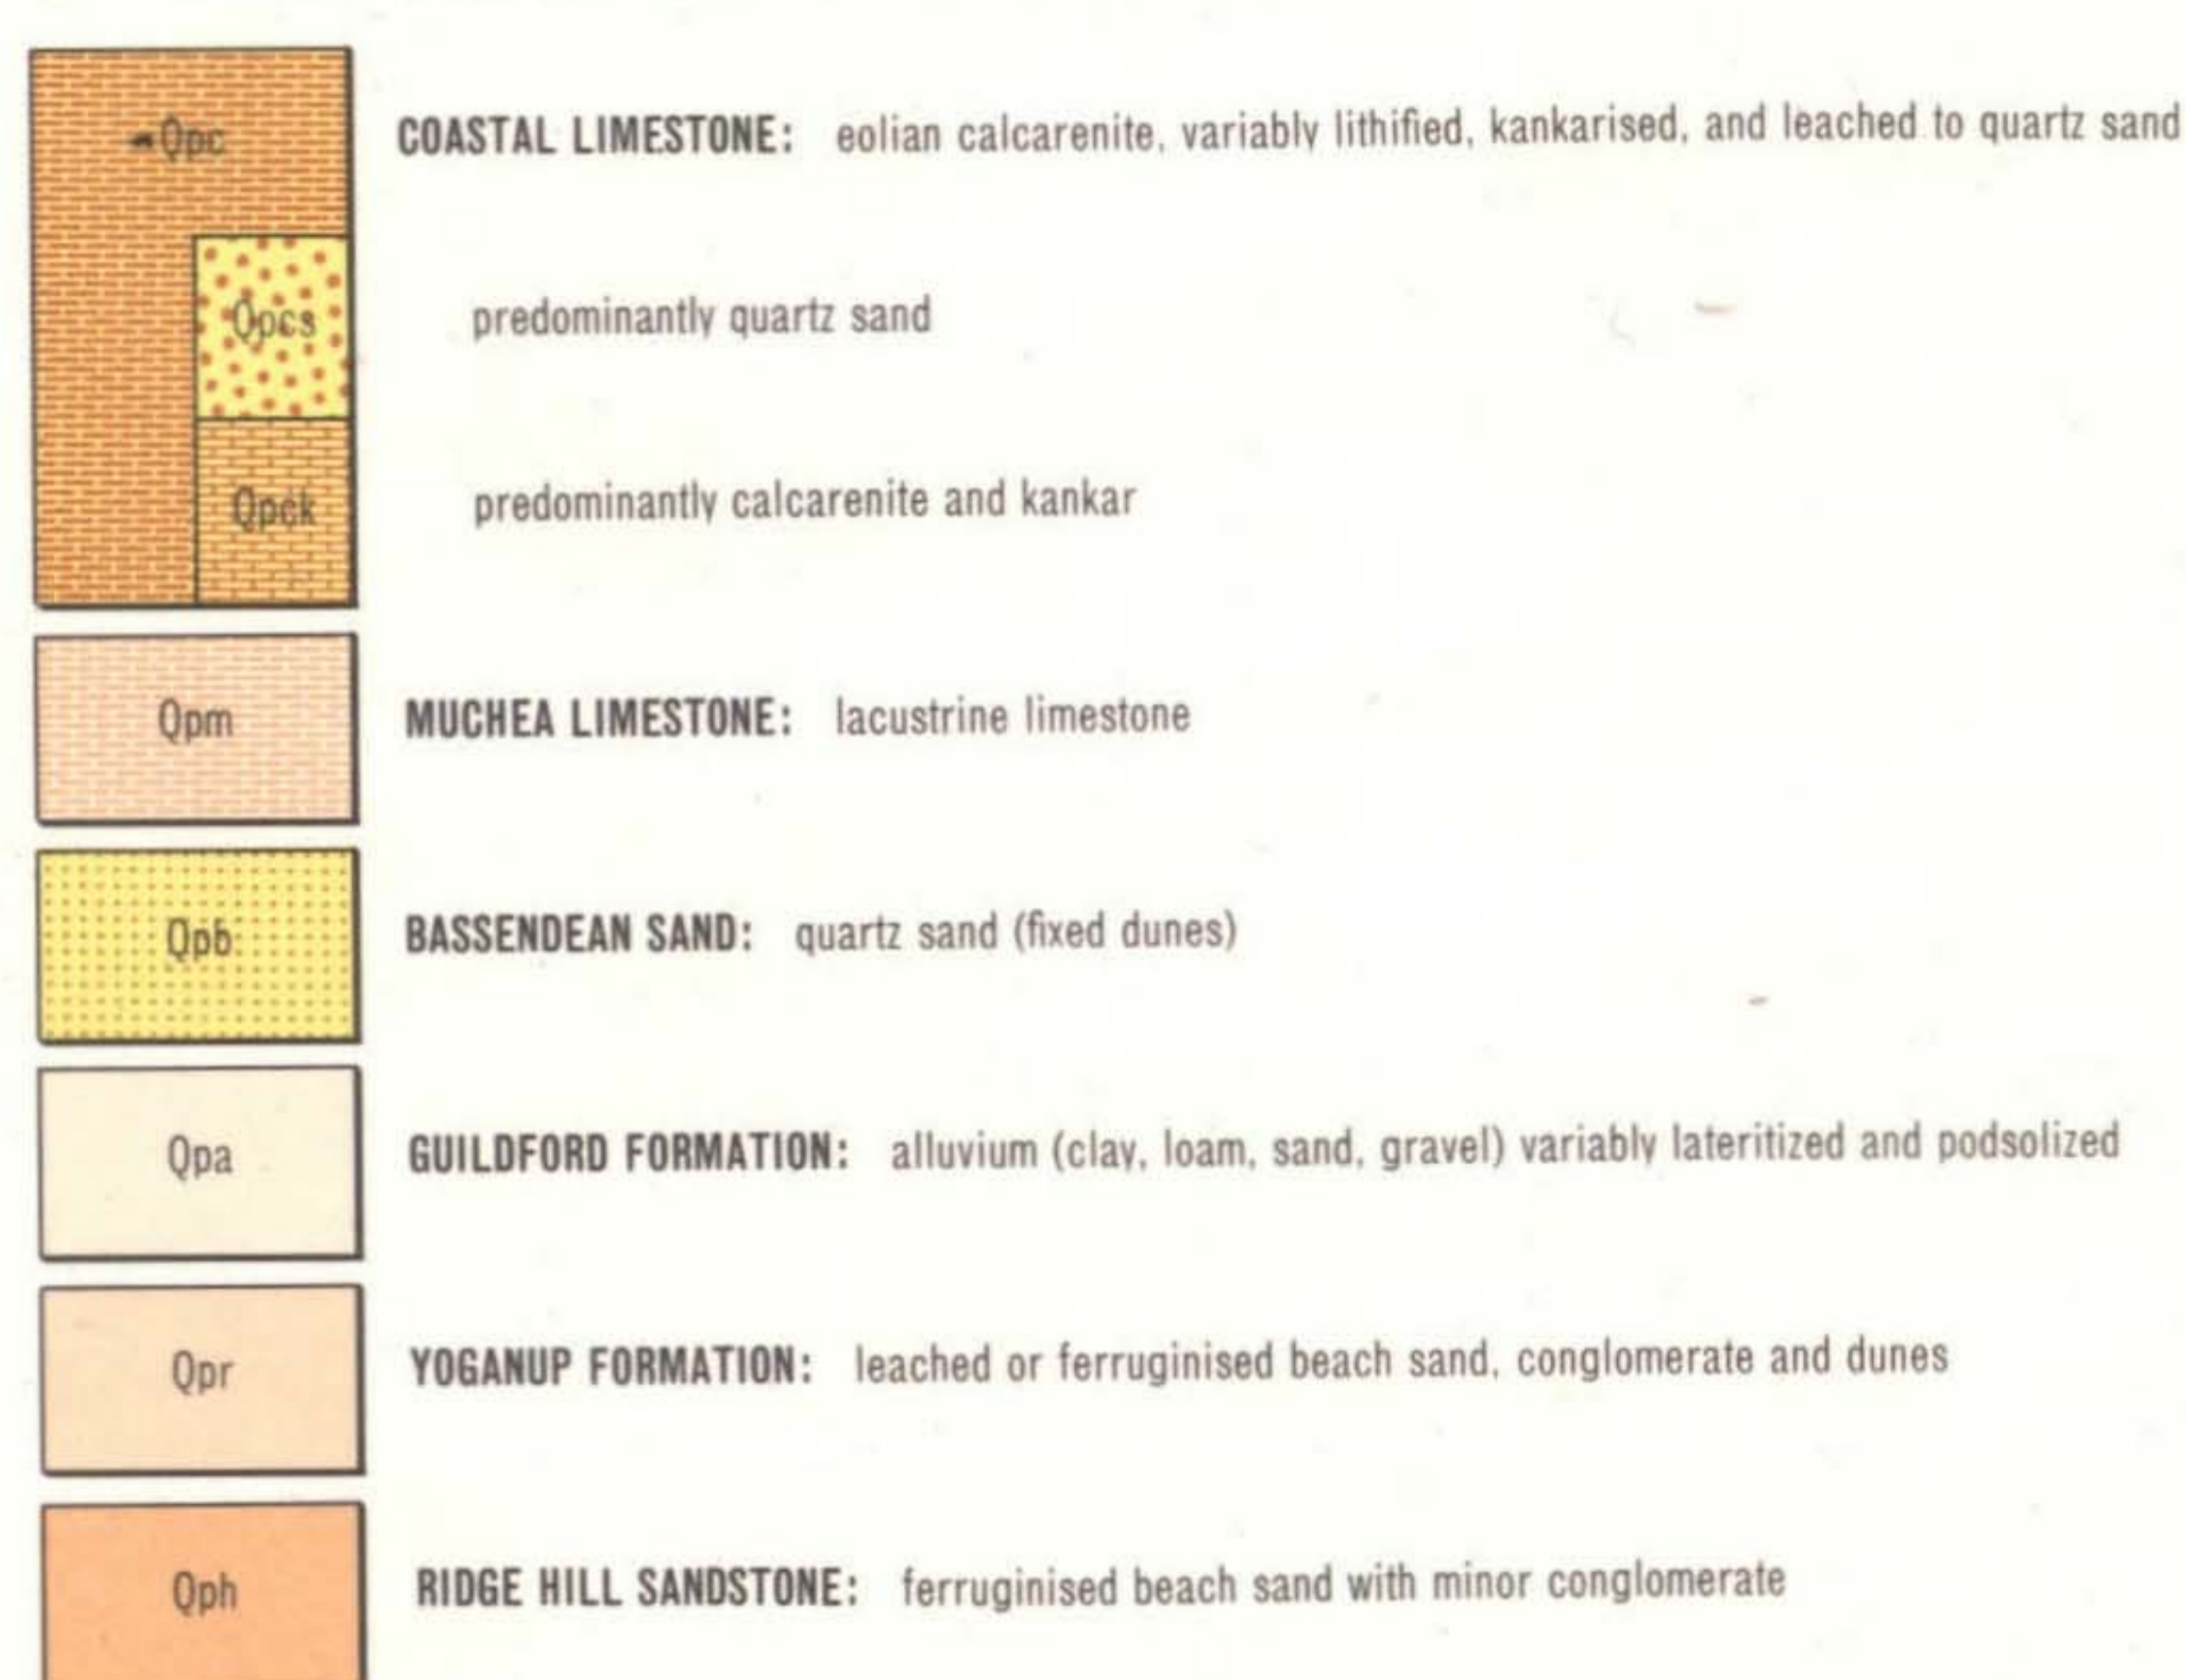 Qpc COASTAL LIMESTONE: eolian calcarenite, variably lithified, kankarised, and leached to quartz sand
Qpcs predominantly quartz sand
Qpck predominantly calcarenite and kankar
Qpm MUCHEA LIMESTONE: lacustrine limestone
Qpb BASSENDEAN SAND: quartz sand (fixed dunes)
Qpa GUILDFORD FORMATION: alluvium (clay, loam, sand, gravel) variably lateritized and podsolized
Qpr YOGANUP FORMATION: leached or ferruginised beach sand, conglomerate and dunes
Qph RIDGE HILL SANDSTONE: ferruginised beach sand with minor conglomerate